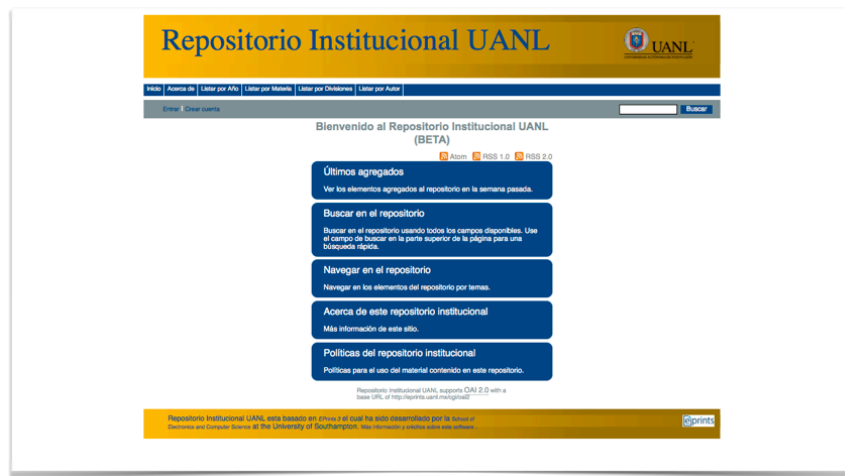 Repositorio Institucional UANL
UANL
Inicio Acerca de Listar por Año Listar por Materia Listar por Divisiones Listar por Autor
Entrar Crear cuenta
Buscar
Bienvenido al Repositorio Institucional UANL
(BETA)
Atom RSS 1.0 RSS 2.0
Últimos agregados
Ver los elementos agregados al repositorio en la semana pasada.
Buscar en el repositorio
Buscar en el repositorio usando todos los campos disponibles. Use
el campo de buscar en la parte superior de la página para una
búsqueda rápida.
Navegar en el repositorio
Navegar en los elementos del repositorio por temas.
Acerca de este repositorio institucional
Más información de este sitio.
Políticas del repositorio institucional
Políticas para el uso del material contenido en este repositorio.
Repositorio Institucional UANL supports OAI 2.0 with a
base URL of http://eprints.uanl.mx/cgi/oai2
Repositorio Institucional UANL esta basado en EPrints 3 el cual ha sido desarrollado por la School of
Electronics and Computer Science at the University of Southampton. Más información y créditos sobre este software.
eprints